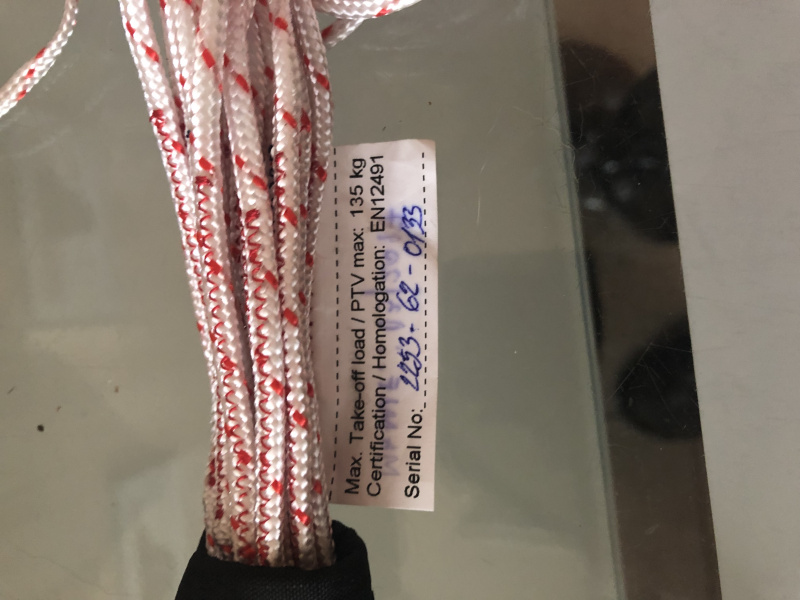 Max. Take-off load / PTV max: 135 kg
Certification / Homologation: EN12491
Serial No: 2253-62-0133